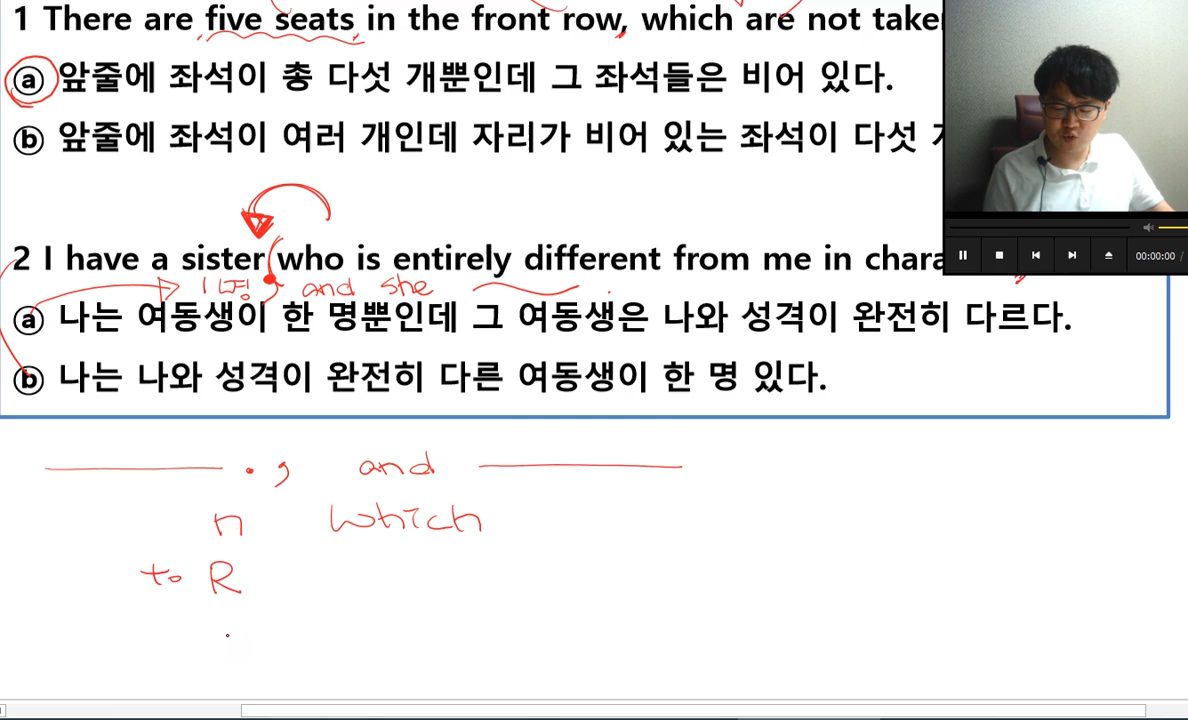 1 There are five seats in the front row, which are not take
ⓐ 앞줄에 좌석이 총 다섯 개뿐인데 그 좌석들은 비어 있다.
ⓑ 앞줄에 좌석이 여러 개인데 자리가 비어 있는 좌석이 다섯
2 I have a sister who is entirely different from me in chara
1명! and she
ⓐ 나는 여동생이 한 명뿐인데 그 여동생은 나와 성격이 완전히 다르다.
ⓑ 나는 나와 성격이 완전히 다른 여동생이 한 명 있다.
., and
n which
to R
00:00:00 /